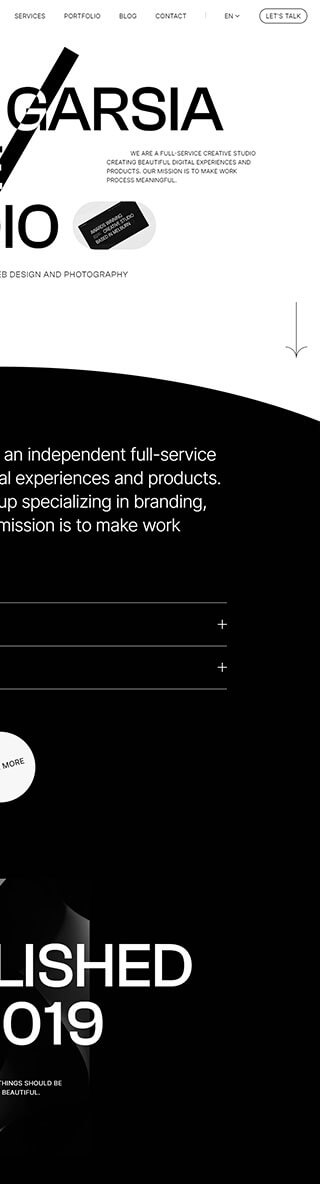 SERVICES PORTFOLIO BLOG CONTACT EN LET'S TALK
GARSIA
WE ARE A FULL-SERVICE CREATIVE STUDIO
CREATING BEAUTIFUL DIGITAL EXPERIENCES AND
PRODUCTS. OUR MISSION IS TO MAKE WORK
PROCESS MEANINGFUL.
DIO
AWARDS WINNING
CREATIVE STUDIO
BASED IN MELBURN
EB DESIGN AND PHOTOGRAPHY
an independent full-service
al experiences and products.
up specializing in branding,
mission is to make work
+
+
MORE
LISHED
019
THINGS SHOULD BE
BEAUTIFUL.